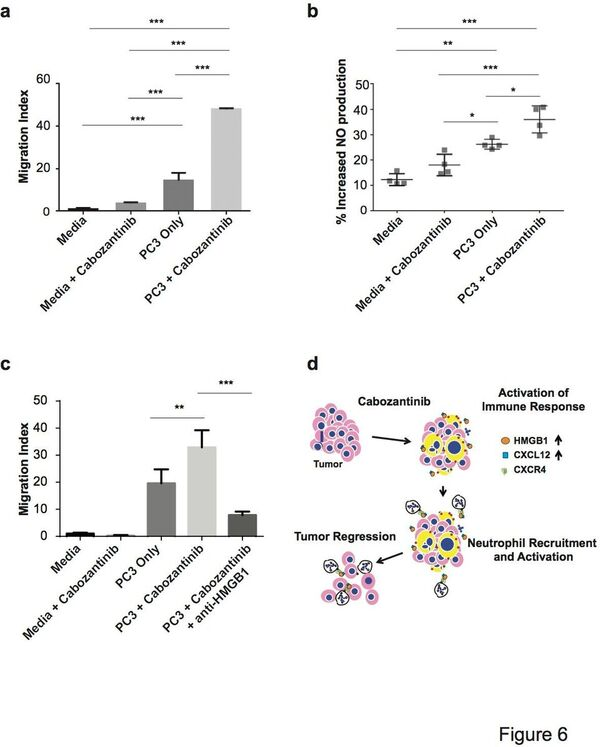 a
***
***
***
***
***
Migration Index
60
40
20
0
Media
Media + Cabozantinib
PC3 Only
PC3 + Cabozantinib
b
***
**
***
*
*
% Increased NO production
50
40
30
20
10
0
Media
Media + Cabozantinib
PC3 Only
PC3 + Cabozantinib
c
***
**
Migration Index
50
40
30
20
10
0
Media
Media + Cabozantinib
PC3 Only
PC3 + Cabozantinib
PC3 + Cabozantinib
+ anti-HMGB1
d
Cabozantinib
Tumor
Activation of
Immune Response
HMGB1
CXCL12
CXCR4
Neutrophil Recruitment
and Activation
Tumor Regression
Figure 6